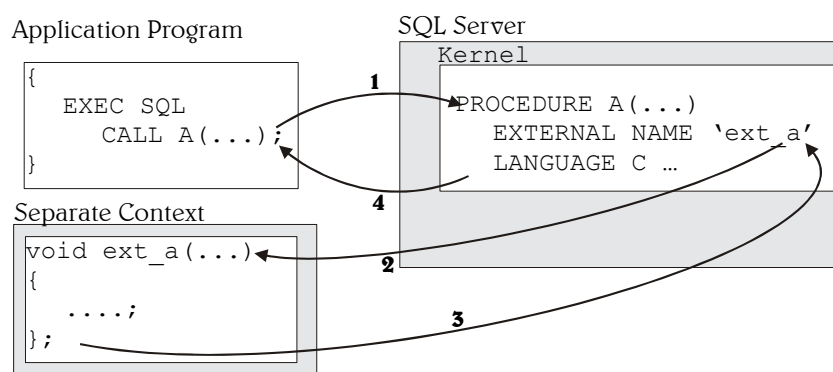 Application Program
{
EXEC SQL
CALL A(...);
}
SQL Server
Kernel
PROCEDURE A(...)
EXTERNAL NAME ‘ext_a’
LANGUAGE C …
1
4
Separate Context
void ext_a(...)
{
....;
};
2
3